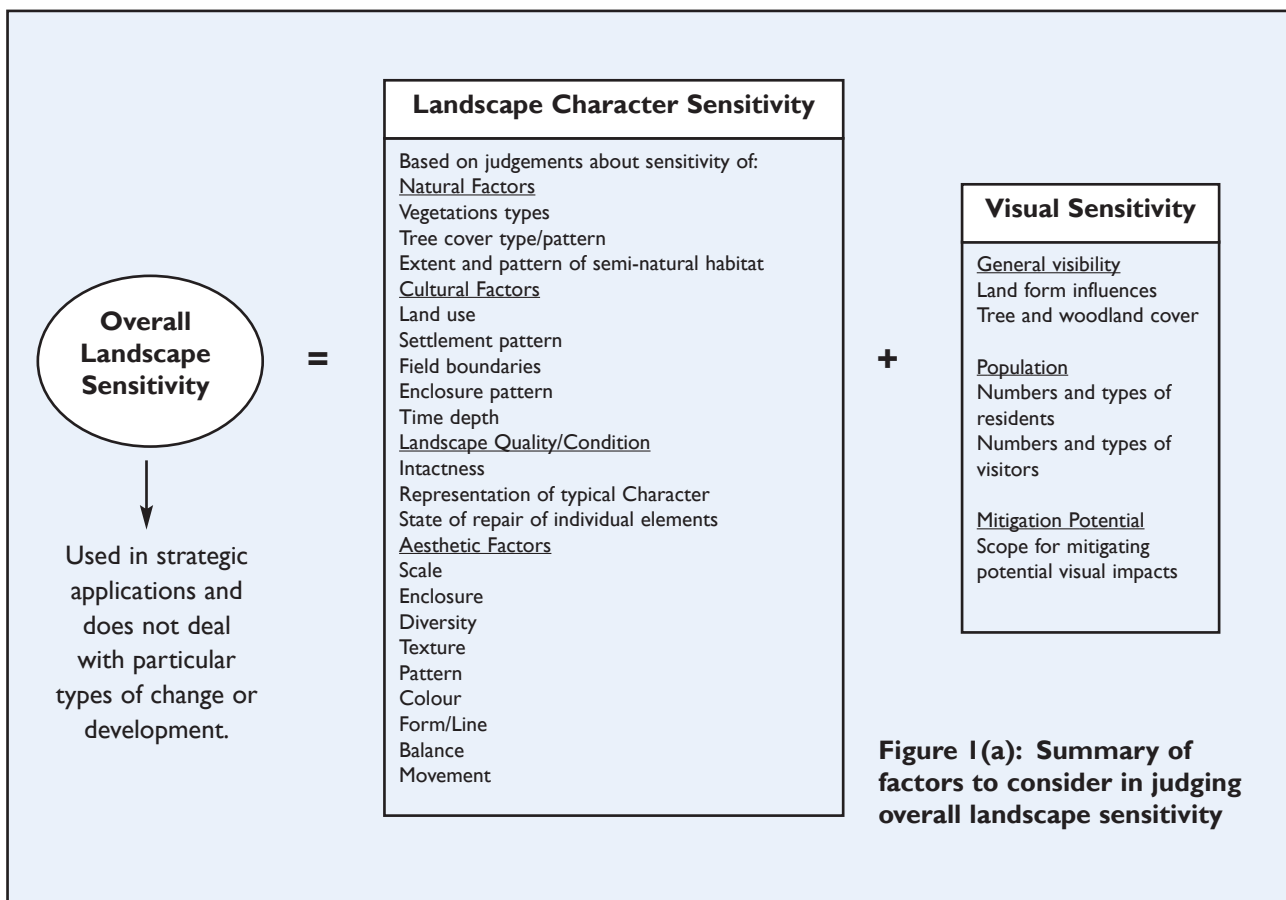 Overall
Landscape
Sensitivity
Used in strategic
applications and
does not deal
with particular
types of change or
development.
=
Landscape Character Sensitivity
Based on judgements about sensitivity of:
Natural Factors
Vegetations types
Tree cover type/pattern
Extent and pattern of semi-natural habitat
Cultural Factors
Land use
Settlement pattern
Field boundaries
Enclosure pattern
Time depth
Landscape Quality/Condition
Intactness
Representation of typical Character
State of repair of individual elements
Aesthetic Factors
Scale
Enclosure
Diversity
Texture
Pattern
Colour
Form/Line
Balance
Movement
+
Visual Sensitivity
General visibility
Land form influences
Tree and woodland cover
Population
Numbers and types of
residents
Numbers and types of
visitors
Mitigation Potential
Scope for mitigating
potential visual impacts
Figure 1(a): Summary of
factors to consider in judging
overall landscape sensitivity